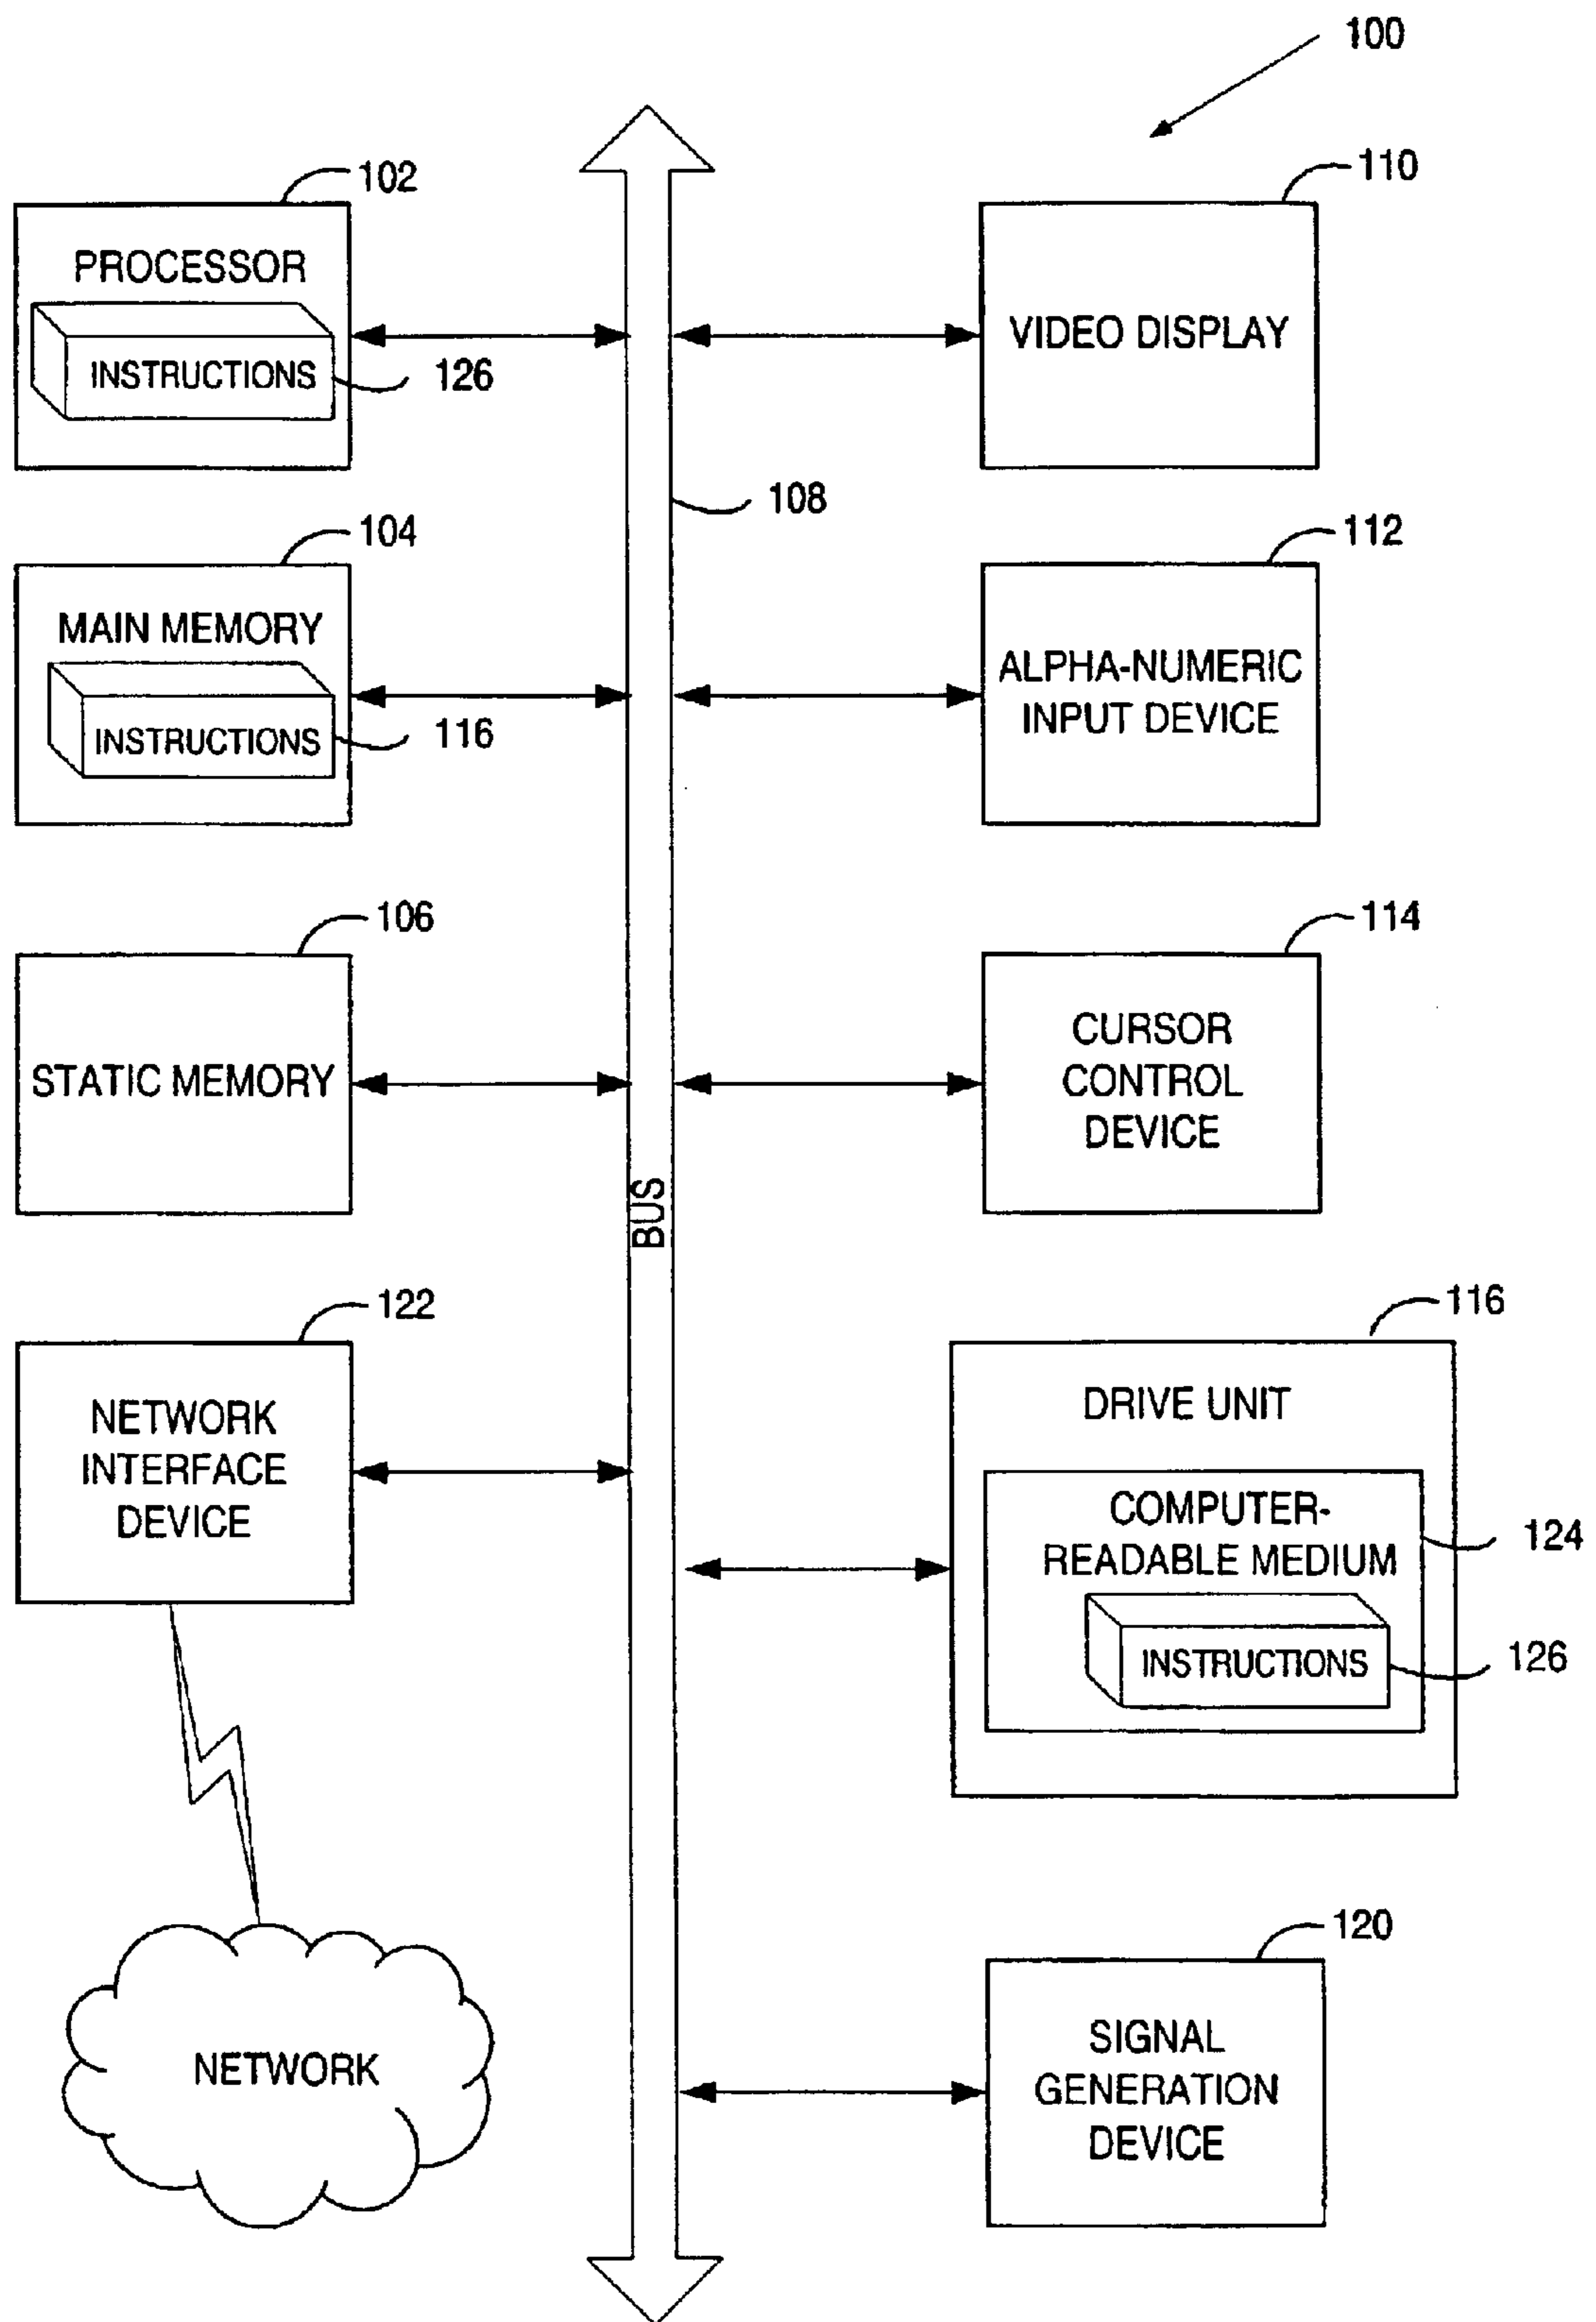 100
102
PROCESSOR
INSTRUCTIONS
126
110
VIDEO DISPLAY
108
104
MAIN MEMORY
INSTRUCTIONS
116
112
ALPHA-NUMERIC
INPUT DEVICE
106
STATIC MEMORY
114
CURSOR
CONTROL
DEVICE
BUS
122
NETWORK
INTERFACE
DEVICE
116
DRIVE UNIT
COMPUTER-
READABLE MEDIUM
124
INSTRUCTIONS
126
NETWORK
120
SIGNAL
GENERATION
DEVICE